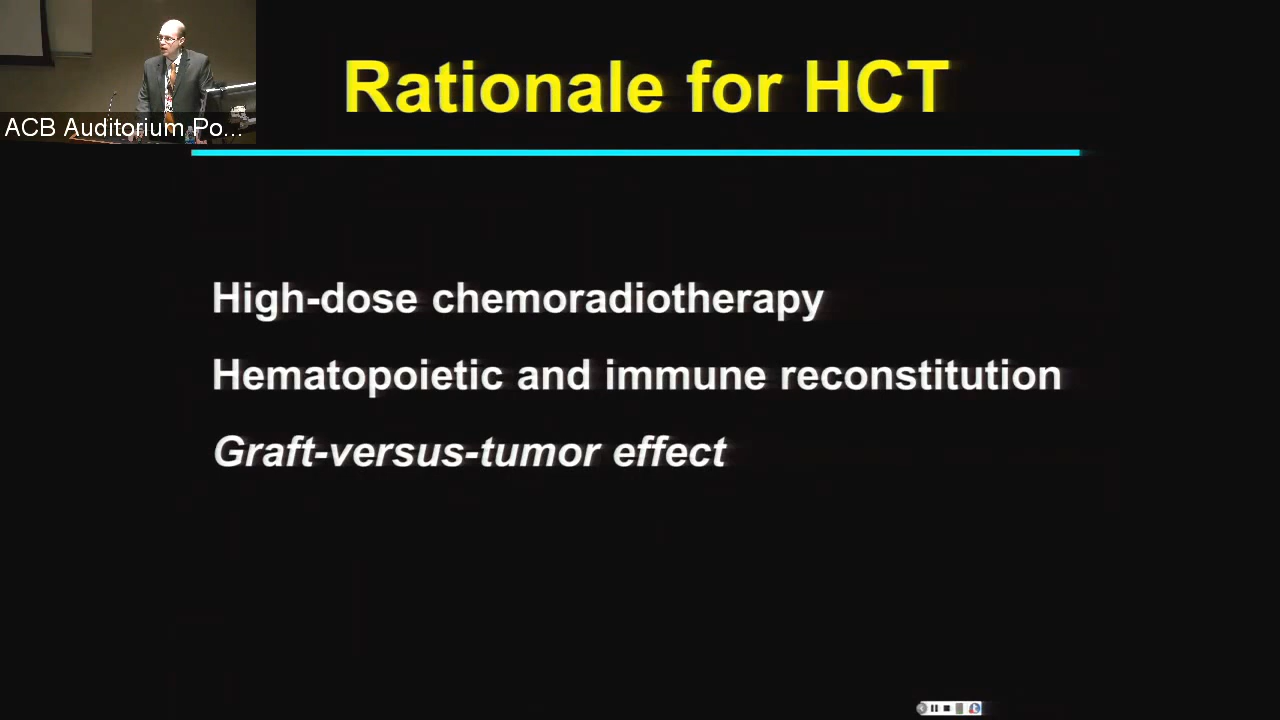 Rationale for HCT
ACB Auditorium Po...
High-dose chemoradiotherapy
Hematopoietic and immune reconstitution
Graft-versus-tumor effect